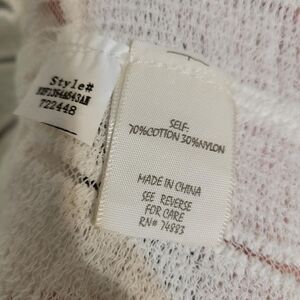 Style#
722448
SELF:
70%COTTON 30%NYLON
MADE IN CHINA
SEE REVERSE
FOR CARE
RN# 74883